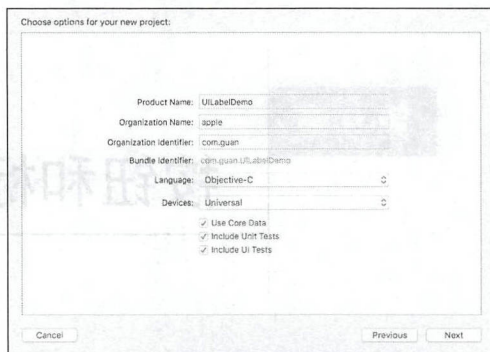 Choose options for your new project:
Product Name: UILabelDemo
Organization Name: apple
Organization Identifier: com.guan
Bundle Identifier: com.guan.UILabelDemo
Language: Objective-C
Devices: Universal
Use Core Data
Include Unit Tests
Include UI Tests
Cancel Previous Next